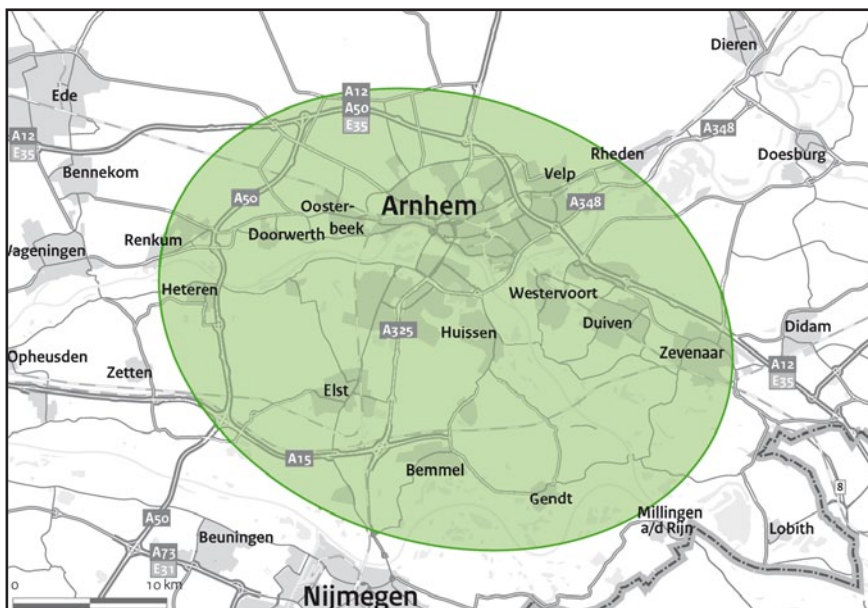 Dieren
A12
A50
E35
Ede
A12
E35
A348
Rheden
Doesburg
Velp
Bennekom
A50
A348
Ooster-
beek
Arnhem
Renkum
Doorwerth
Wageningen
Heteren
Westervoort
A325
Huissen
Duiven
Didam
Opheusden
Zetten
Zevenaar
A12
E35
Elst
A15
Bemmel
8
Gendt
Millingen
a/d Rijn
A50
Lobith
Beuningen
A73
E31
0
10 km
Nijmegen